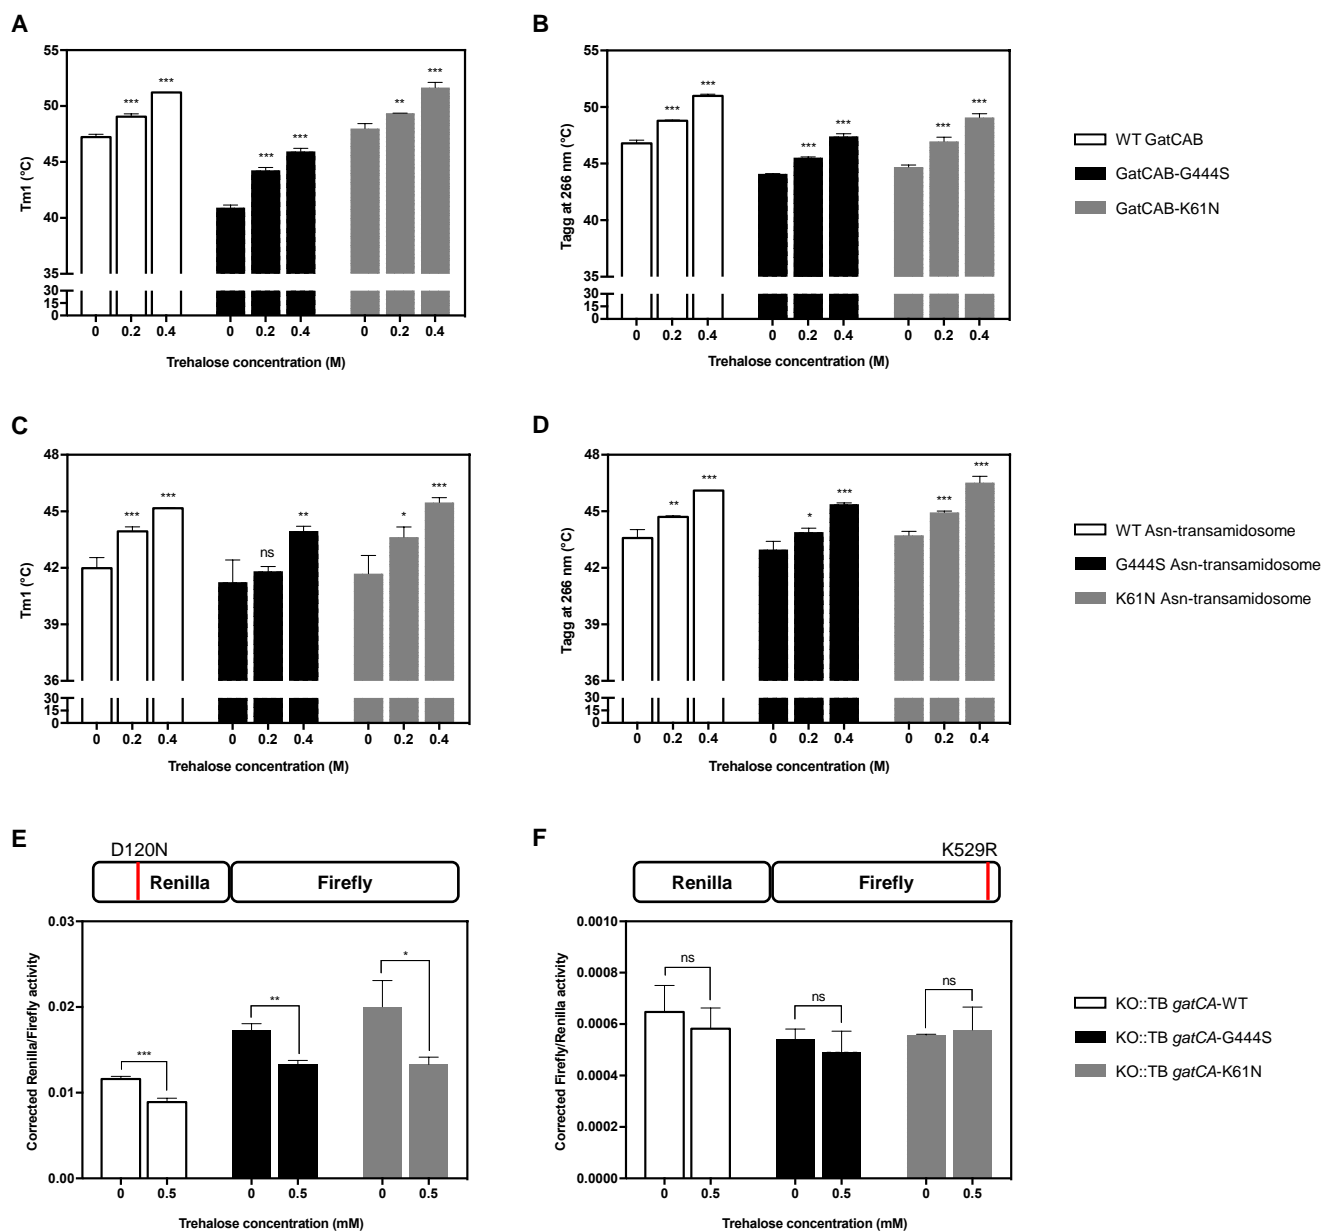 A
55
50
45
40
35
30
15
0
Tm1 (°C)
*** *** *** *** ** ***
0 0.2 0.4 0 0.2 0.4 0 0.2 0.4
Trehalose concentration (M)
B
55
50
45
40
35
30
15
0
Tagg at 266 nm (°C)
*** *** *** *** *** ***
0 0.2 0.4 0 0.2 0.4 0 0.2 0.4
Trehalose concentration (M)
WT GatCAB
GatCAB-G444S
GatCAB-K61N
C
48
45
42
39
36
30
15
0
Tm1 (°C)
*** *** ns ** * ***
0 0.2 0.4 0 0.2 0.4 0 0.2 0.4
Trehalose concentration (M)
D
48
45
42
39
36
30
15
0
Tagg at 266 nm (°C)
** *** * *** *** ***
0 0.2 0.4 0 0.2 0.4 0 0.2 0.4
Trehalose concentration (M)
WT Asn-transamidosome
G444S Asn-transamidosome
K61N Asn-transamidosome
E
D120N
Renilla Firefly
0.03
0.02
0.01
0.00
Corrected Renilla/Firefly activity
*** ** *
0 0.5 0 0.5 0 0.5
Trehalose concentration (mM)
F
K529R
Renilla Firefly
0.0010
0.0008
0.0006
0.0004
0.0002
0.0000
Corrected Firefly/Renilla activity
ns ns ns
0 0.5 0 0.5 0 0.5
Trehalose concentration (mM)
KO::TB gatCA-WT
KO::TB gatCA-G444S
KO::TB gatCA-K61N